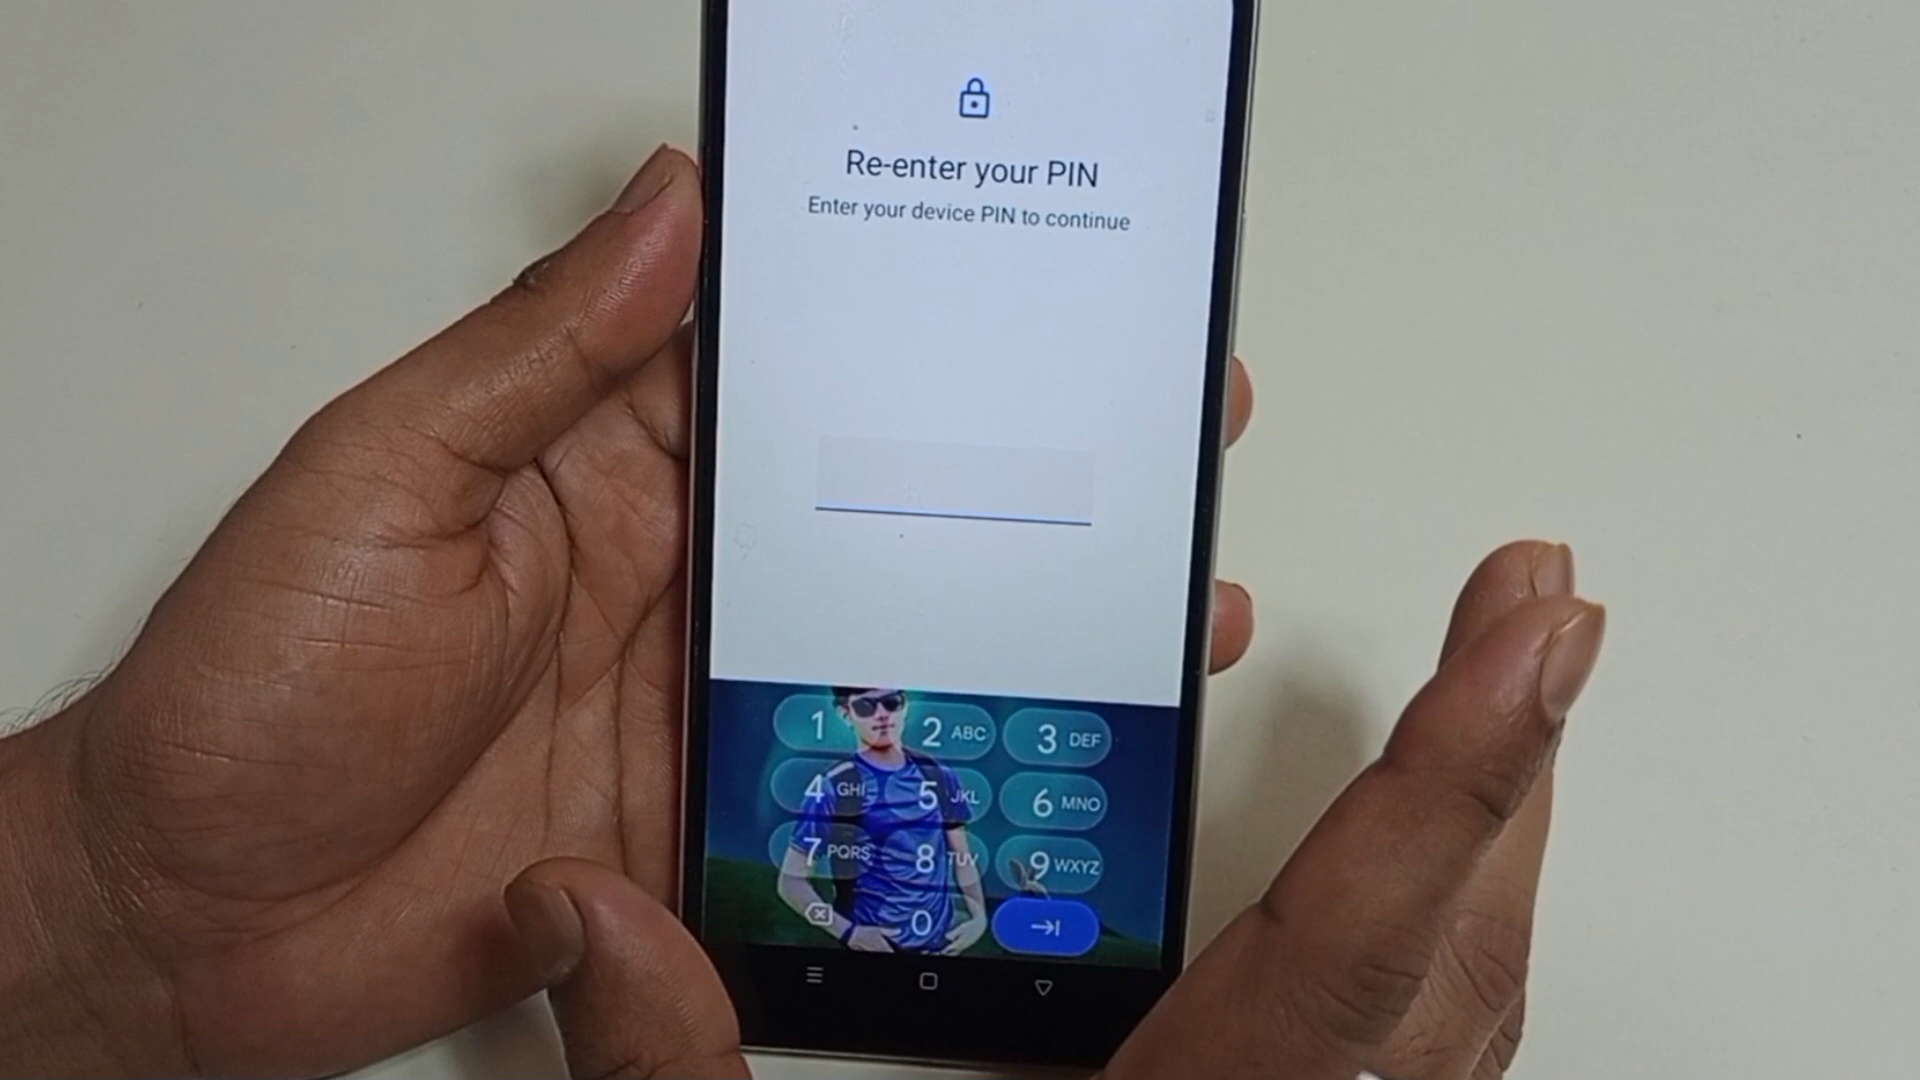 Re-enter your PIN
Enter your device PIN to continue
1 2 ABC 3 DEF
4 GHI 5 JKL 6 MNO
7 PQRS 8 TUV 9 WXYZ
0